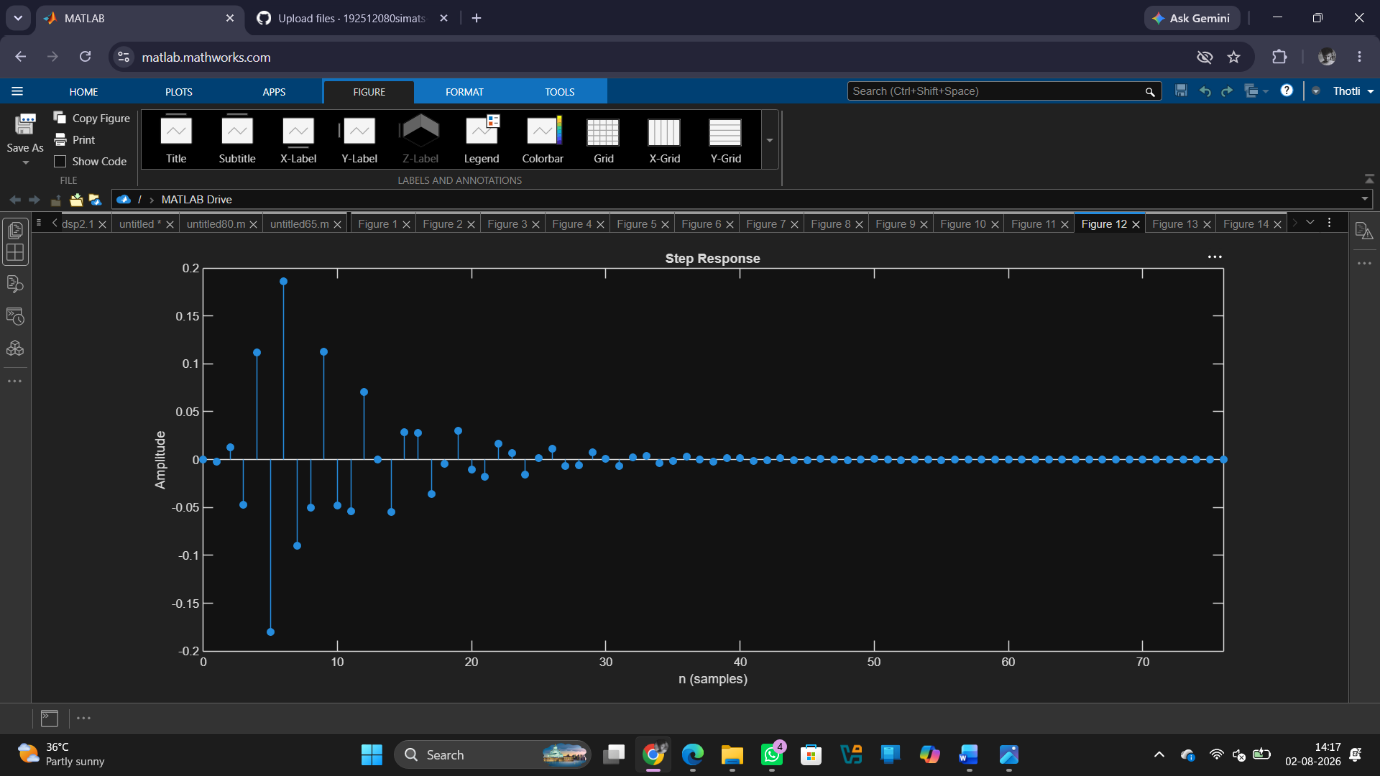 MATLAB
Upload files · 192512080simats
Ask Gemini
matlab.mathworks.com
HOME
PLOTS
APPS
FIGURE
FORMAT
TOOLS
Search (Ctrl+Shift+Space)
Thotli
Save As
Copy Figure
Print
Show Code
FILE
Title
Subtitle
X-Label
Y-Label
Z-Label
Legend
Colorbar
Grid
X-Grid
Y-Grid
LABELS AND ANNOTATIONS
/ > MATLAB Drive
dsp2.1
untitled *
untitled80.m
untitled65.m
Figure 1
Figure 2
Figure 3
Figure 4
Figure 5
Figure 6
Figure 7
Figure 8
Figure 9
Figure 10
Figure 11
Figure 12
Figure 13
Figure 14
Step Response
0.2
0.15
0.1
0.05
0
-0.05
-0.1
-0.15
-0.2
Amplitude
0 10 20 30 40 50 60 70
n (samples)
36°C
Partly sunny
Search
4
14:17
02-08-2026